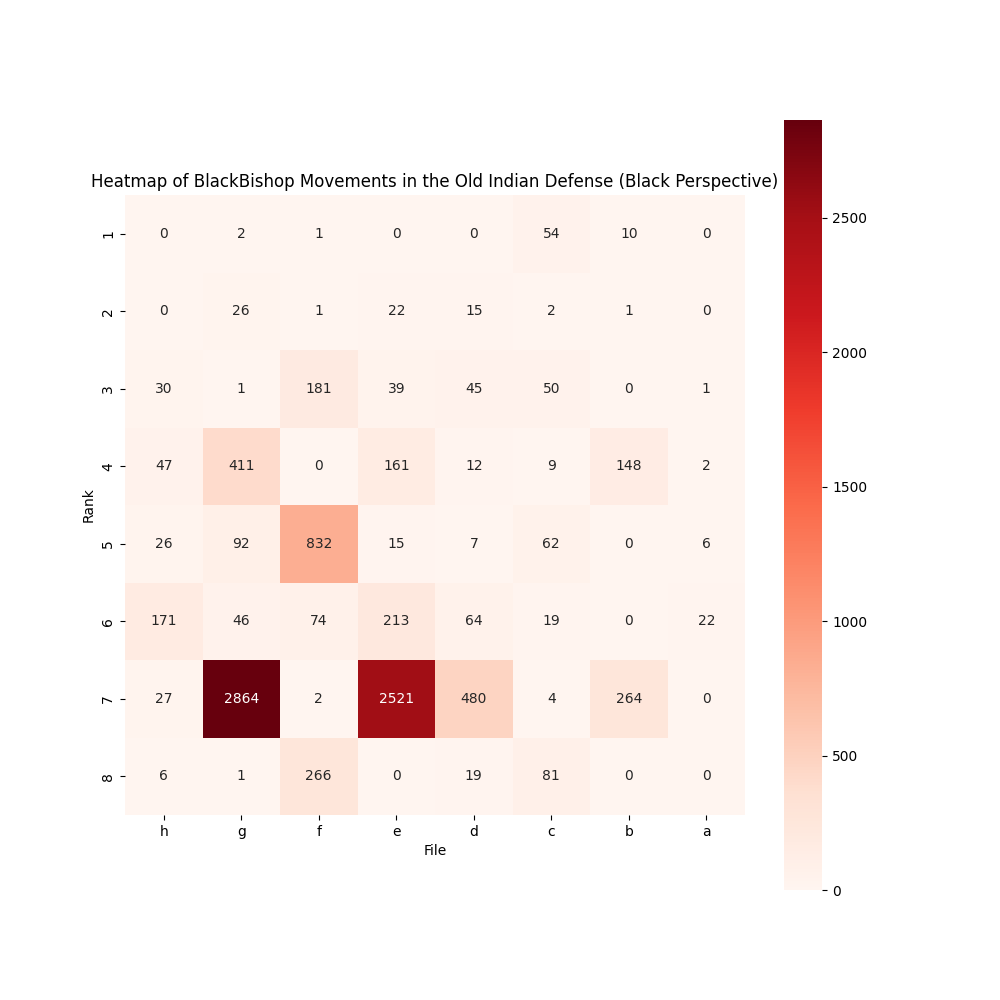 Heatmap of BlackBishop Movements in the Old Indian Defense (Black Perspective)
1 0 2 1 0 0 54 10 0
2 0 26 1 22 15 2 1 0
3 30 1 181 39 45 50 0 1
4 47 411 0 161 12 9 148 2
Rank
5 26 92 832 15 7 62 0 6
6 171 46 74 213 64 19 0 22
7 27 2864 2 2521 480 4 264 0
8 6 1 266 0 19 81 0 0
h g f e d c b a
File
2500
2000
1500
1000
500
0